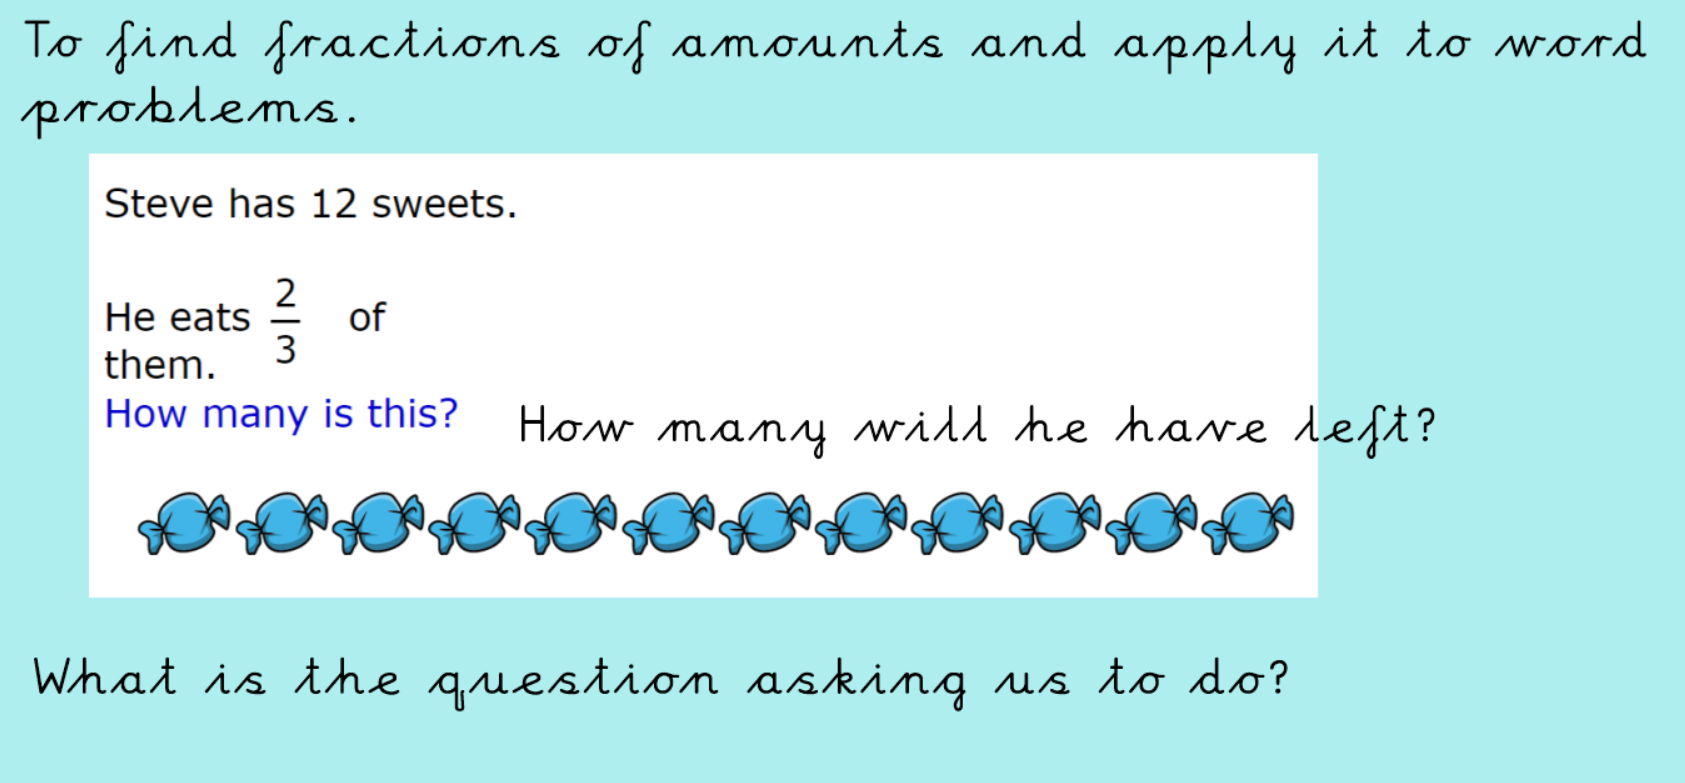 To find fractions of amounts and apply it to word
problems.
Steve has 12 sweets.
He eats 2/3 of
them.
How many is this? How many will he have left?
What is the question asking us to do?